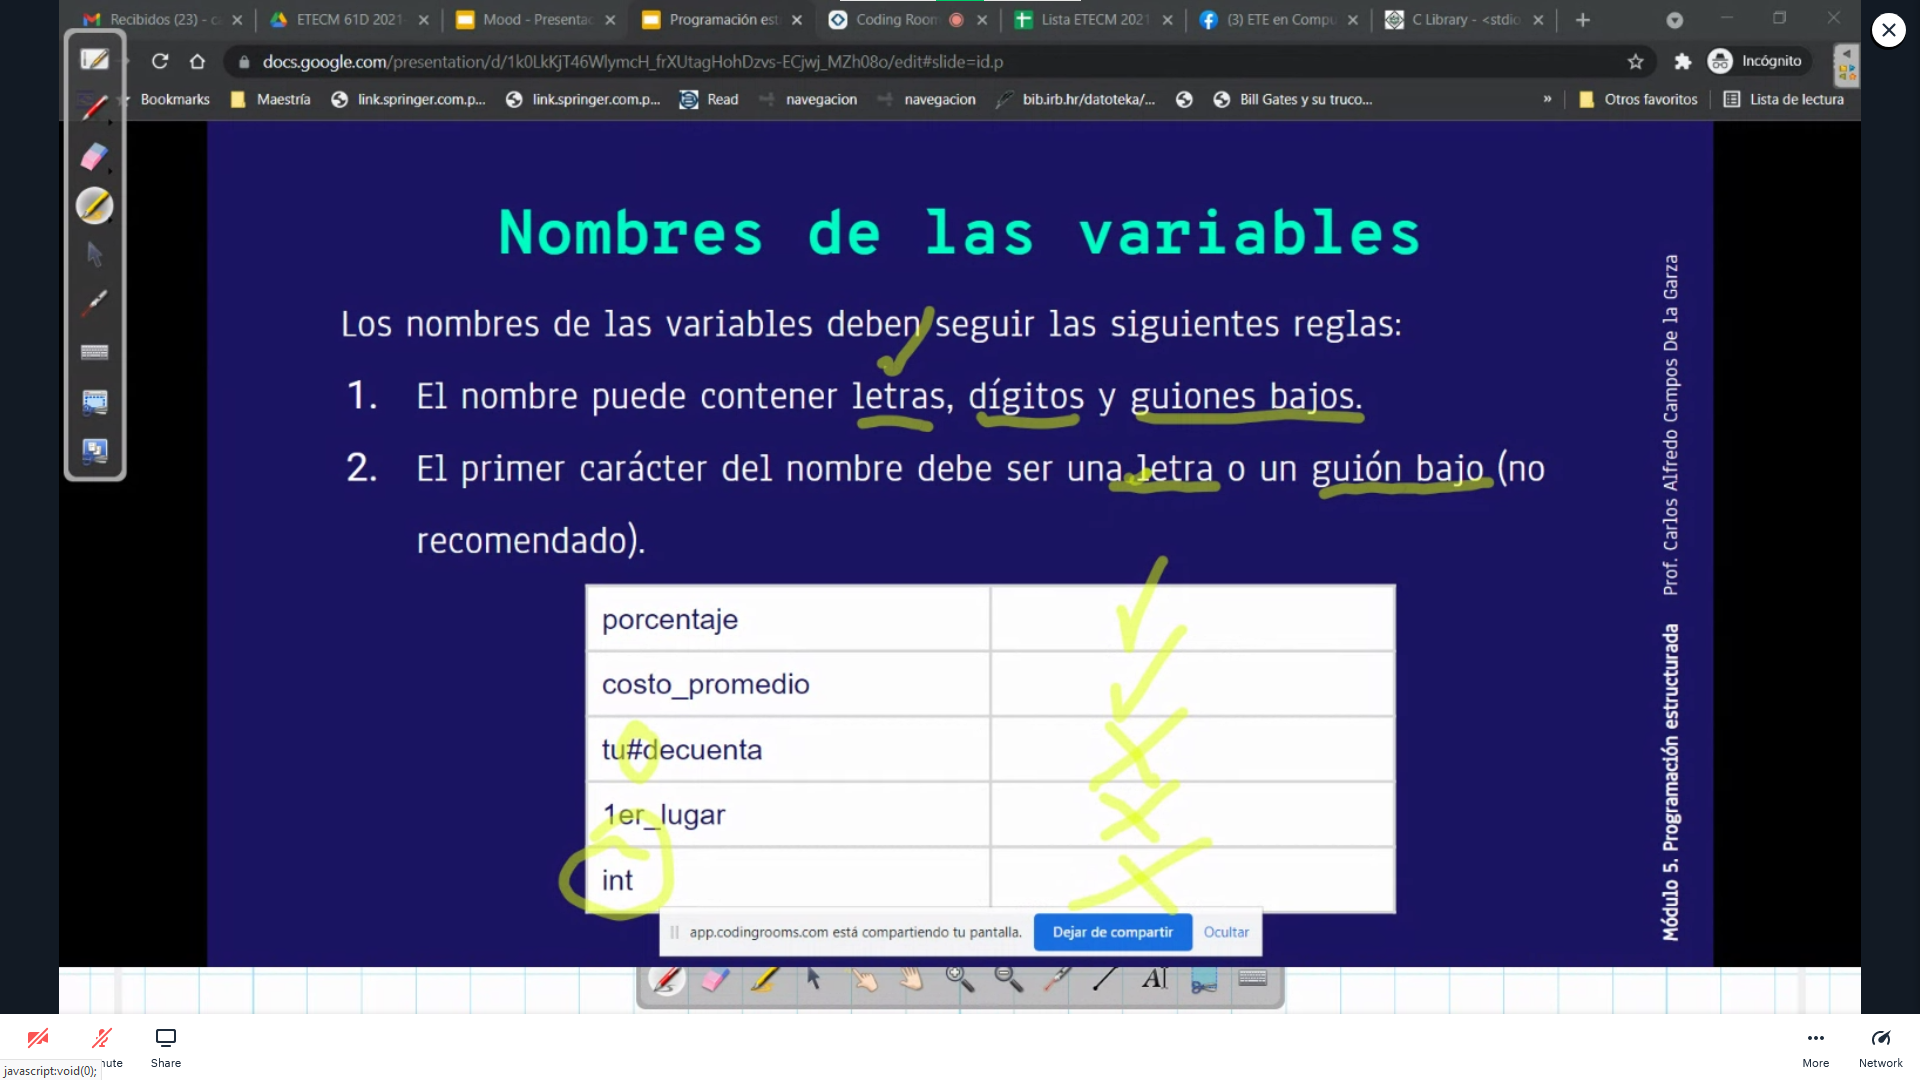 Recibidos (23) - c
ETECM 61D 2021
Mood - Presentac
Programación est
Coding Room
Lista ETECM 2021
(3) ETE en Compu
C Library - <stdio
docs.google.com/presentation/d/1k0LkKjT46WlymcH_frXUtagHohDzvs-ECjwj_MZh08o/edit#slide=id.p
Incógnito
Bookmarks
Maestría
link.springer.com.p...
link.springer.com.p...
Read
navegacion
navegacion
bib.irb.hr/datoteka/...
Bill Gates y su truco...
»
Otros favoritos
Lista de lectura
Nombres de las variables
Los nombres de las variables deben seguir las siguientes reglas:
1. El nombre puede contener letras, dígitos y guiones bajos.
2. El primer carácter del nombre debe ser una letra o un guión bajo (no
recomendado).
porcentaje
costo_promedio
tu#decuenta
1er_lugar
int
Módulo 5. Programación estructurada Prof. Carlos Alfredo Campos De la Garza
app.codingrooms.com está compartiendo tu pantalla.
Dejar de compartir
Ocultar
AI
Share
More
Network
javascript:void(0);